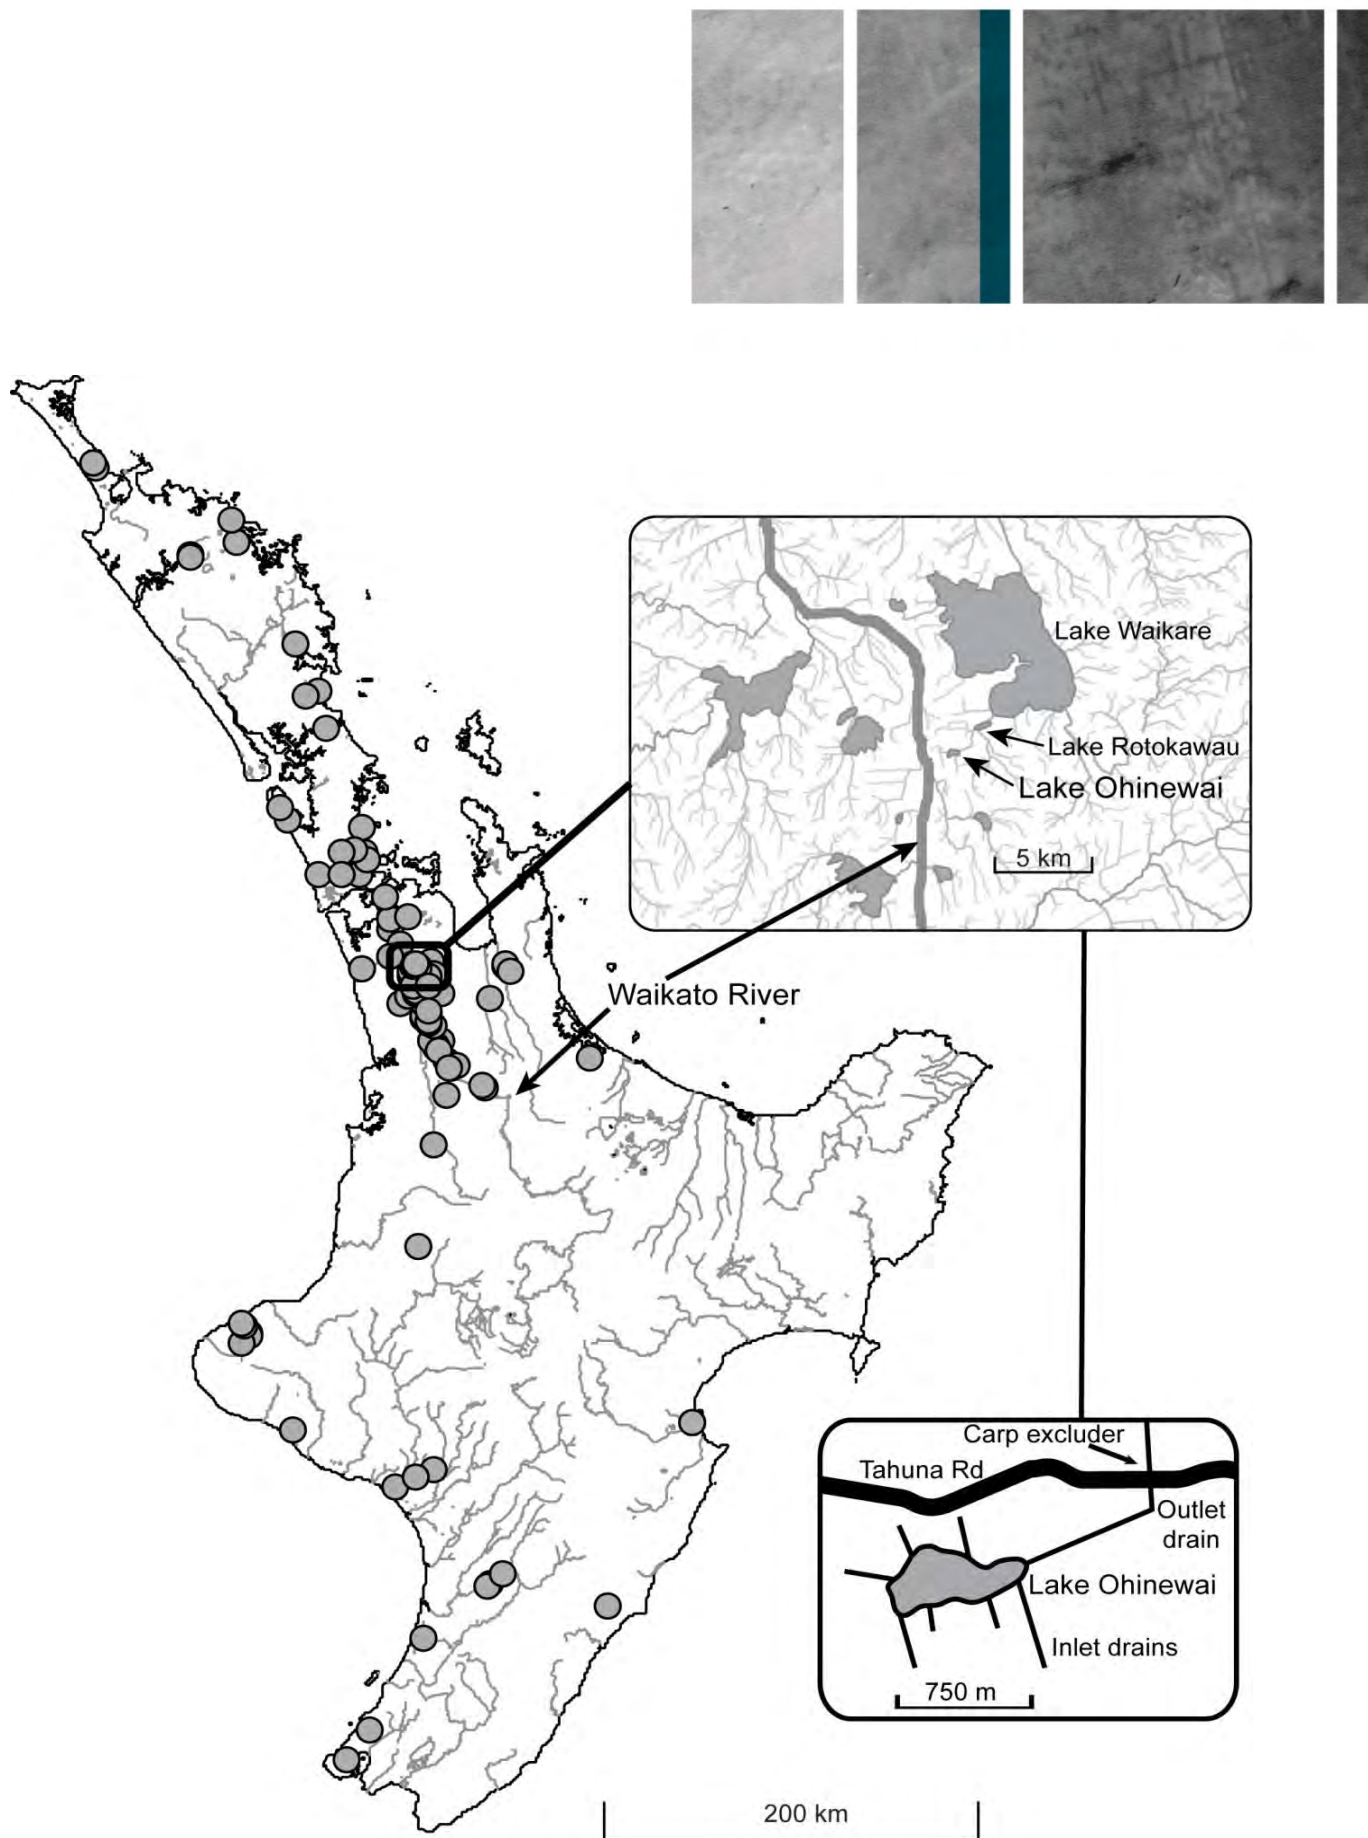 Lake Waikare
Lake Rotokawau
Lake Ohinewai
5 km
Waikato River
Carp excluder
Tahuna Rd
Outlet
drain
Lake Ohinewai
Inlet drains
750 m
200 km